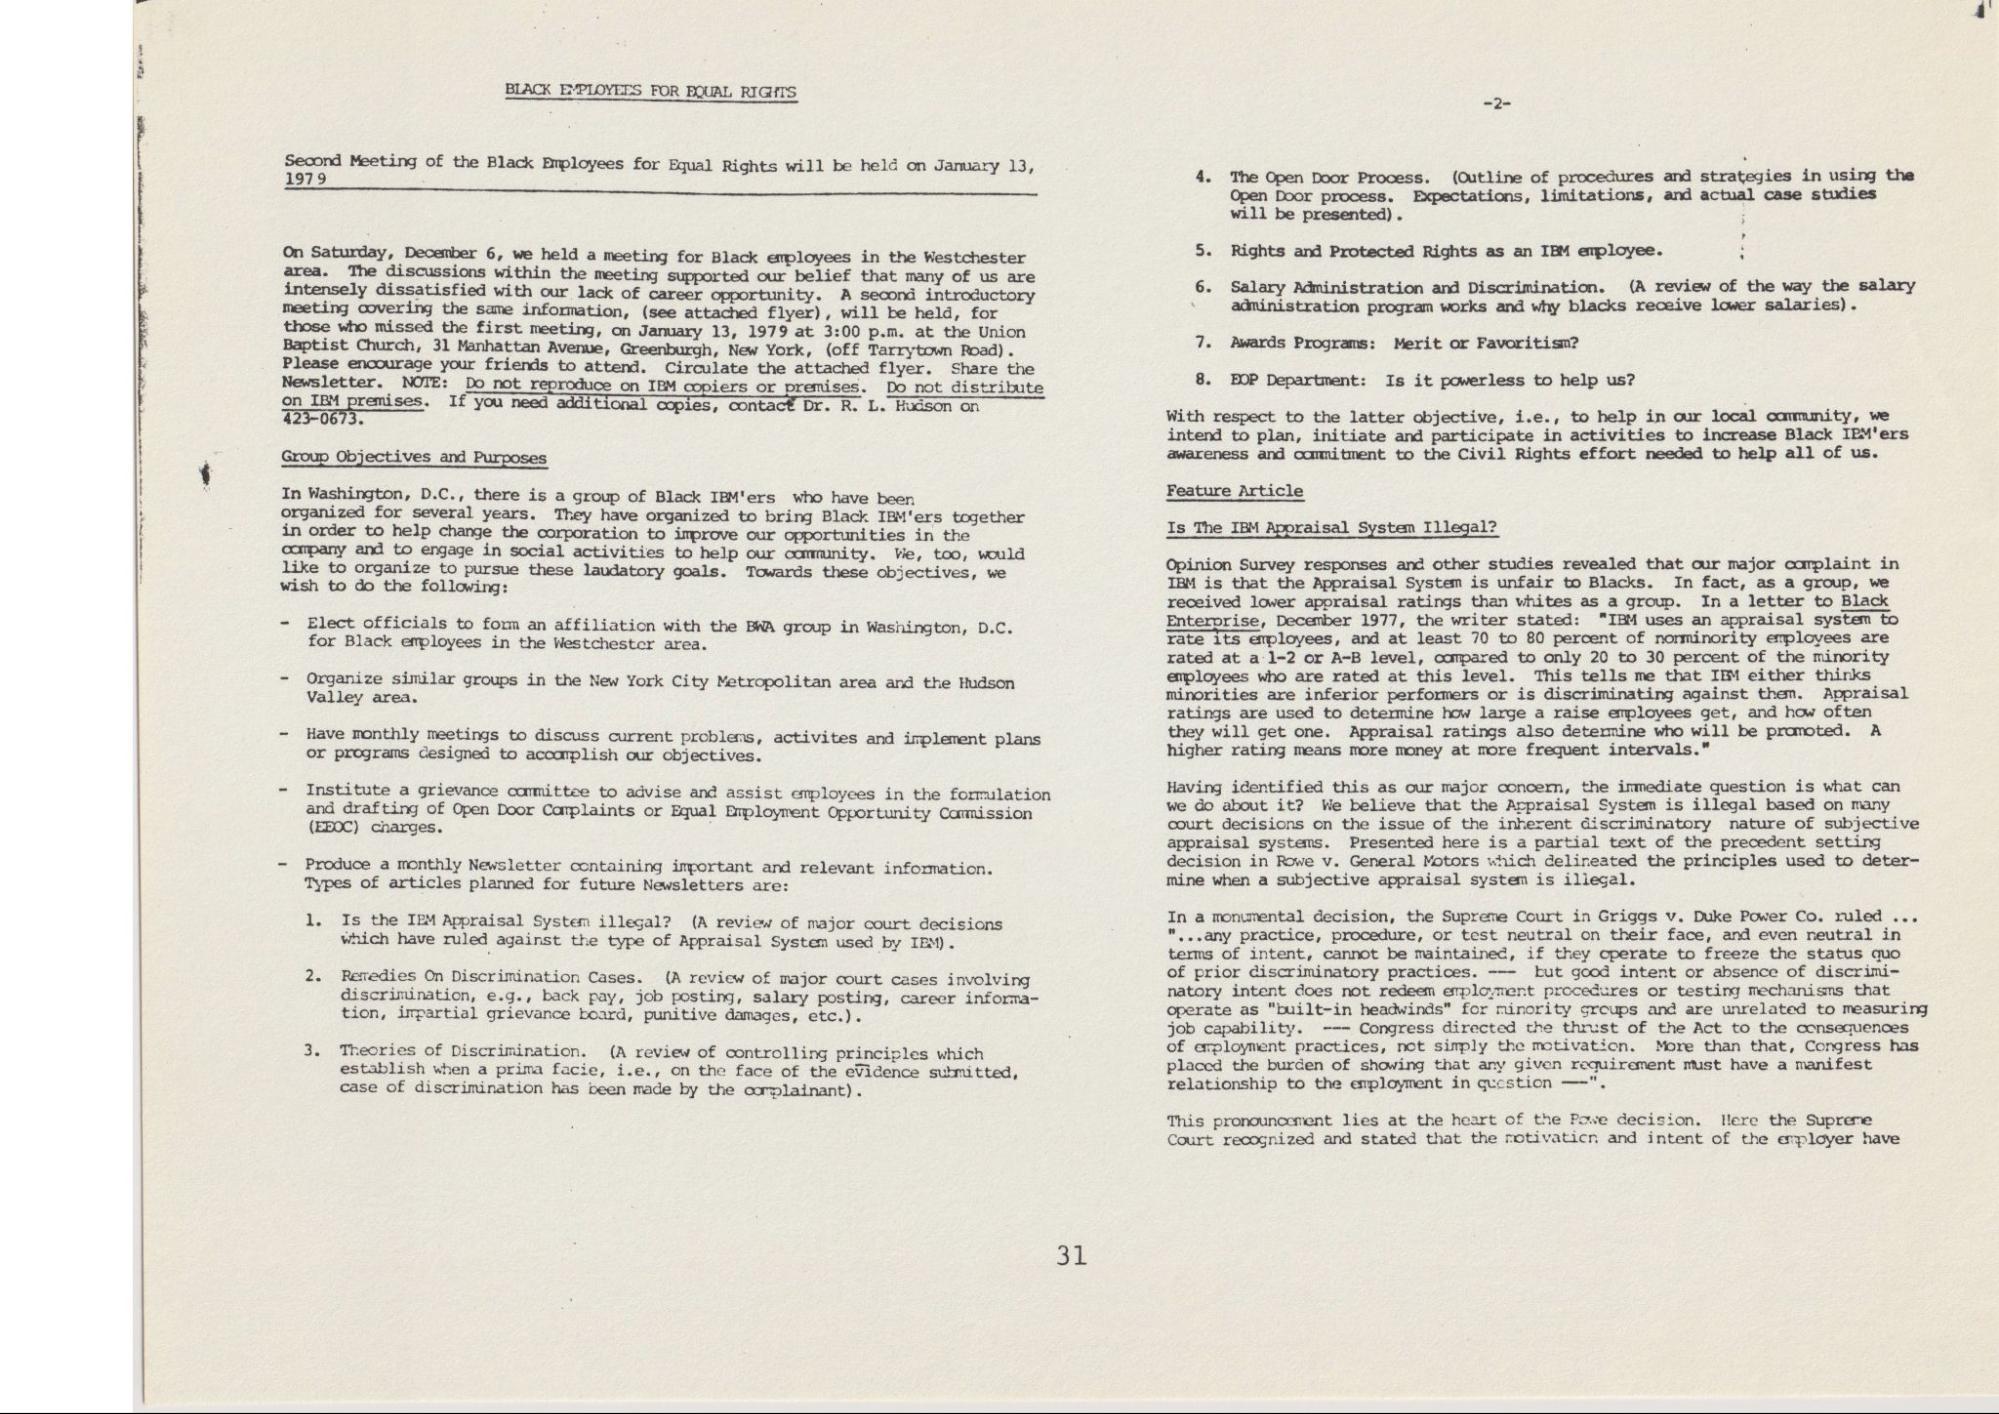 BLACK EMPLOYEES FOR EQUAL RIGHTS
Second Meeting of the Black Employees for Equal Rights will be held on January 13,
1979
On Saturday, December 6, we held a meeting for Black employees in the Westchester
area. The discussions within the meeting supported our belief that many of us are
intensely dissatisfied with our lack of career opportunity. A second introductory
meeting covering the same information, (see attached flyer), will be held, for
those who missed the first meeting, on January 13, 1979 at 3:00 p.m. at the Union
Baptist Church, 31 Manhattan Avenue, Greenburgh, New York, (off Tarrytown Road).
Please encourage your friends to attend. Circulate the attached flyer. Share the
Newsletter. NOTE: Do not reproduce on IBM copiers or premises. Do not distribute
on IBM premises. If you need additional copies, contact Dr. R. L. Hudson on
423-0673.
Group Objectives and Purposes
In Washington, D.C., there is a group of Black IBM'ers who have been
organized for several years. They have organized to bring Black IBM'ers together
in order to help change the corporation to improve our opportunities in the
company and to engage in social activities to help our community. We, too, would
like to organize to pursue these laudatory goals. Towards these objectives, we
wish to do the following:
- Elect officials to form an affiliation with the BWA group in Washington, D.C.
for Black employees in the Westchester area.
- Organize similar groups in the New York City Metropolitan area and the Hudson
Valley area.
- Have monthly meetings to discuss current problems, activites and implement plans
or programs designed to accomplish our objectives.
- Institute a grievance committee to advise and assist employees in the formulation
and drafting of Open Door Complaints or Equal Employment Opportunity Commission
(EEOC) charges.
- Produce a monthly Newsletter containing important and relevant information.
Types of articles planned for future Newsletters are:
1. Is the IBM Appraisal System illegal? (A review of major court decisions
which have ruled against the type of Appraisal System used by IBM).
2. Remedies On Discrimination Cases. (A review of major court cases involving
discrimination, e.g., back pay, job posting, salary posting, career informa-
tion, impartial grievance board, punitive damages, etc.).
3. Theories of Discrimination. (A review of controlling principles which
establish when a prima facie, i.e., on the face of the evidence submitted,
case of discrimination has been made by the complainant).
-2-
4. The Open Door Process. (Outline of procedures and strategies in using the
Open Door process. Expectations, limitations, and actual case studies
will be presented).
5. Rights and Protected Rights as an IBM employee.
6. Salary Administration and Discrimination. (A review of the way the salary
administration program works and why blacks receive lower salaries).
7. Awards Programs: Merit or Favoritism?
8. EOP Department: Is it powerless to help us?
With respect to the latter objective, i.e., to help in our local community, we
intend to plan, initiate and participate in activities to increase Black IBM'ers
awareness and commitment to the Civil Rights effort needed to help all of us.
Feature Article
Is The IBM Appraisal System Illegal?
Opinion Survey responses and other studies revealed that our major complaint in
IBM is that the Appraisal System is unfair to Blacks. In fact, as a group, we
received lower appraisal ratings than whites as a group. In a letter to Black
Enterprise, December 1977, the writer stated: "IBM uses an appraisal system to
rate its employees, and at least 70 to 80 percent of nonminority employees are
rated at a 1-2 or A-B level, compared to only 20 to 30 percent of the minority
employees who are rated at this level. This tells me that IBM either thinks
minorities are inferior performers or is discriminating against them. Appraisal
ratings are used to determine how large a raise employees get, and how often
they will get one. Appraisal ratings also determine who will be promoted. A
higher rating means more money at more frequent intervals."
Having identified this as our major concern, the immediate question is what can
we do about it? We believe that the Appraisal System is illegal based on many
court decisions on the issue of the inherent discriminatory nature of subjective
appraisal systems. Presented here is a partial text of the precedent setting
decision in Rowe v. General Motors which delineated the principles used to deter-
mine when a subjective appraisal system is illegal.
In a monumental decision, the Supreme Court in Griggs v. Duke Power Co. ruled ...
"...any practice, procedure, or test neutral on their face, and even neutral in
terms of intent, cannot be maintained, if they operate to freeze the status quo
of prior discriminatory practices. --- but good intent or absence of discrimi-
natory intent does not redeem employment procedures or testing mechanisms that
operate as "built-in headwinds" for minority groups and are unrelated to measuring
job capability. --- Congress directed the thrust of the Act to the consequences
of employment practices, not simply the motivation. More than that, Congress has
placed the burden of showing that any given requirement must have a manifest
relationship to the employment in question ---".
This pronouncement lies at the heart of the Rowe decision. Here the Supreme
Court recognized and stated that the motivation and intent of the employer have
31